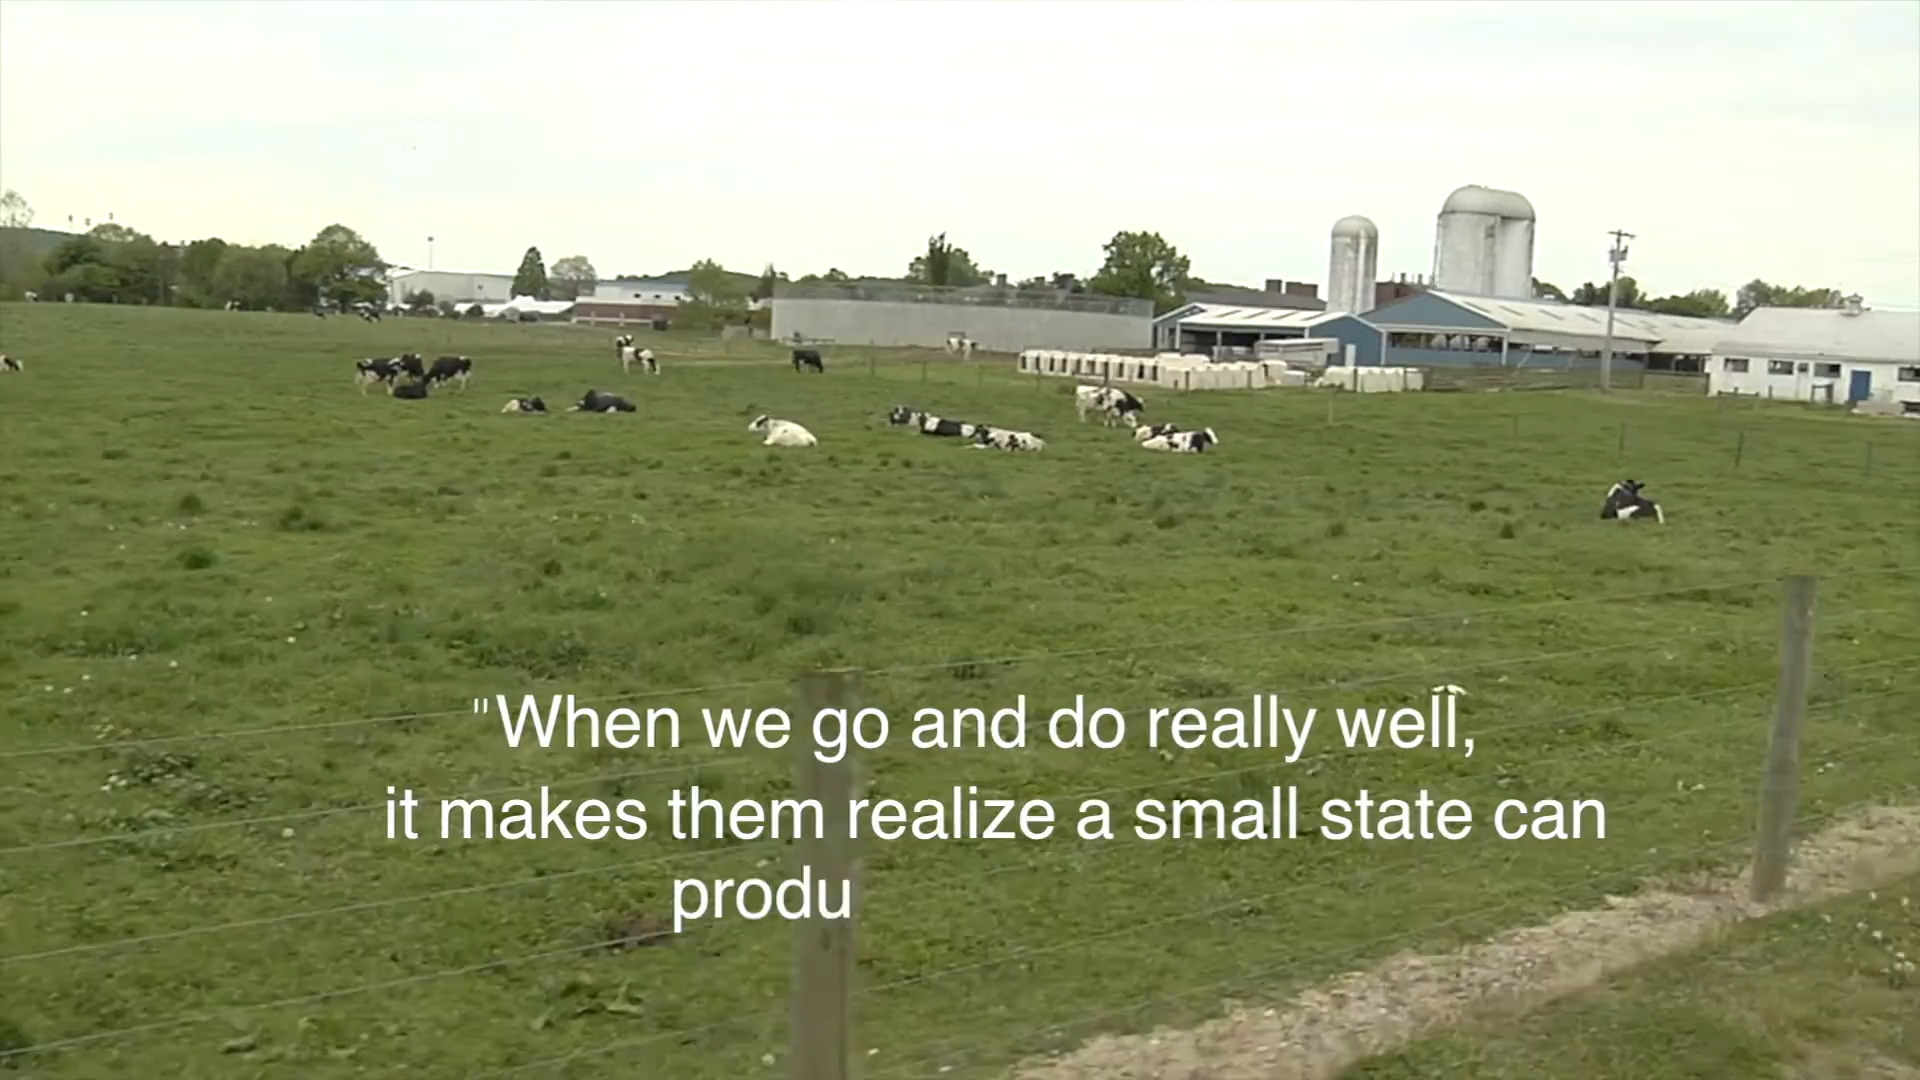 "When we go and do really well,
it makes them realize a small state can
produ